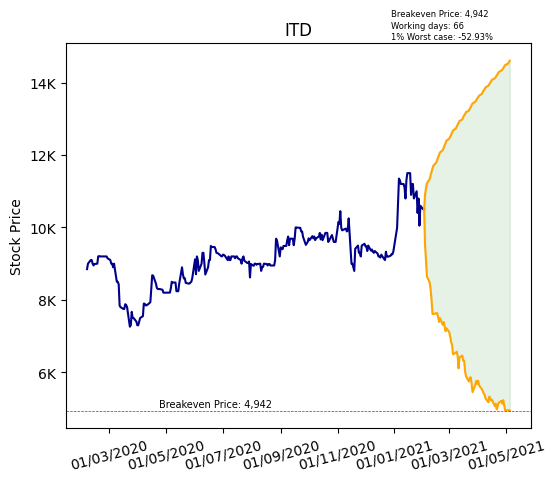 Breakeven Price: 4,942
Working days: 66
1% Worst case: -52.93%
ITD
Stock Price
14K
12K
10K
8K
6K
Breakeven Price: 4,942
01/03/2020
01/05/2020
01/07/2020
01/09/2020
01/11/2020
01/01/2021
01/03/2021
01/05/2021